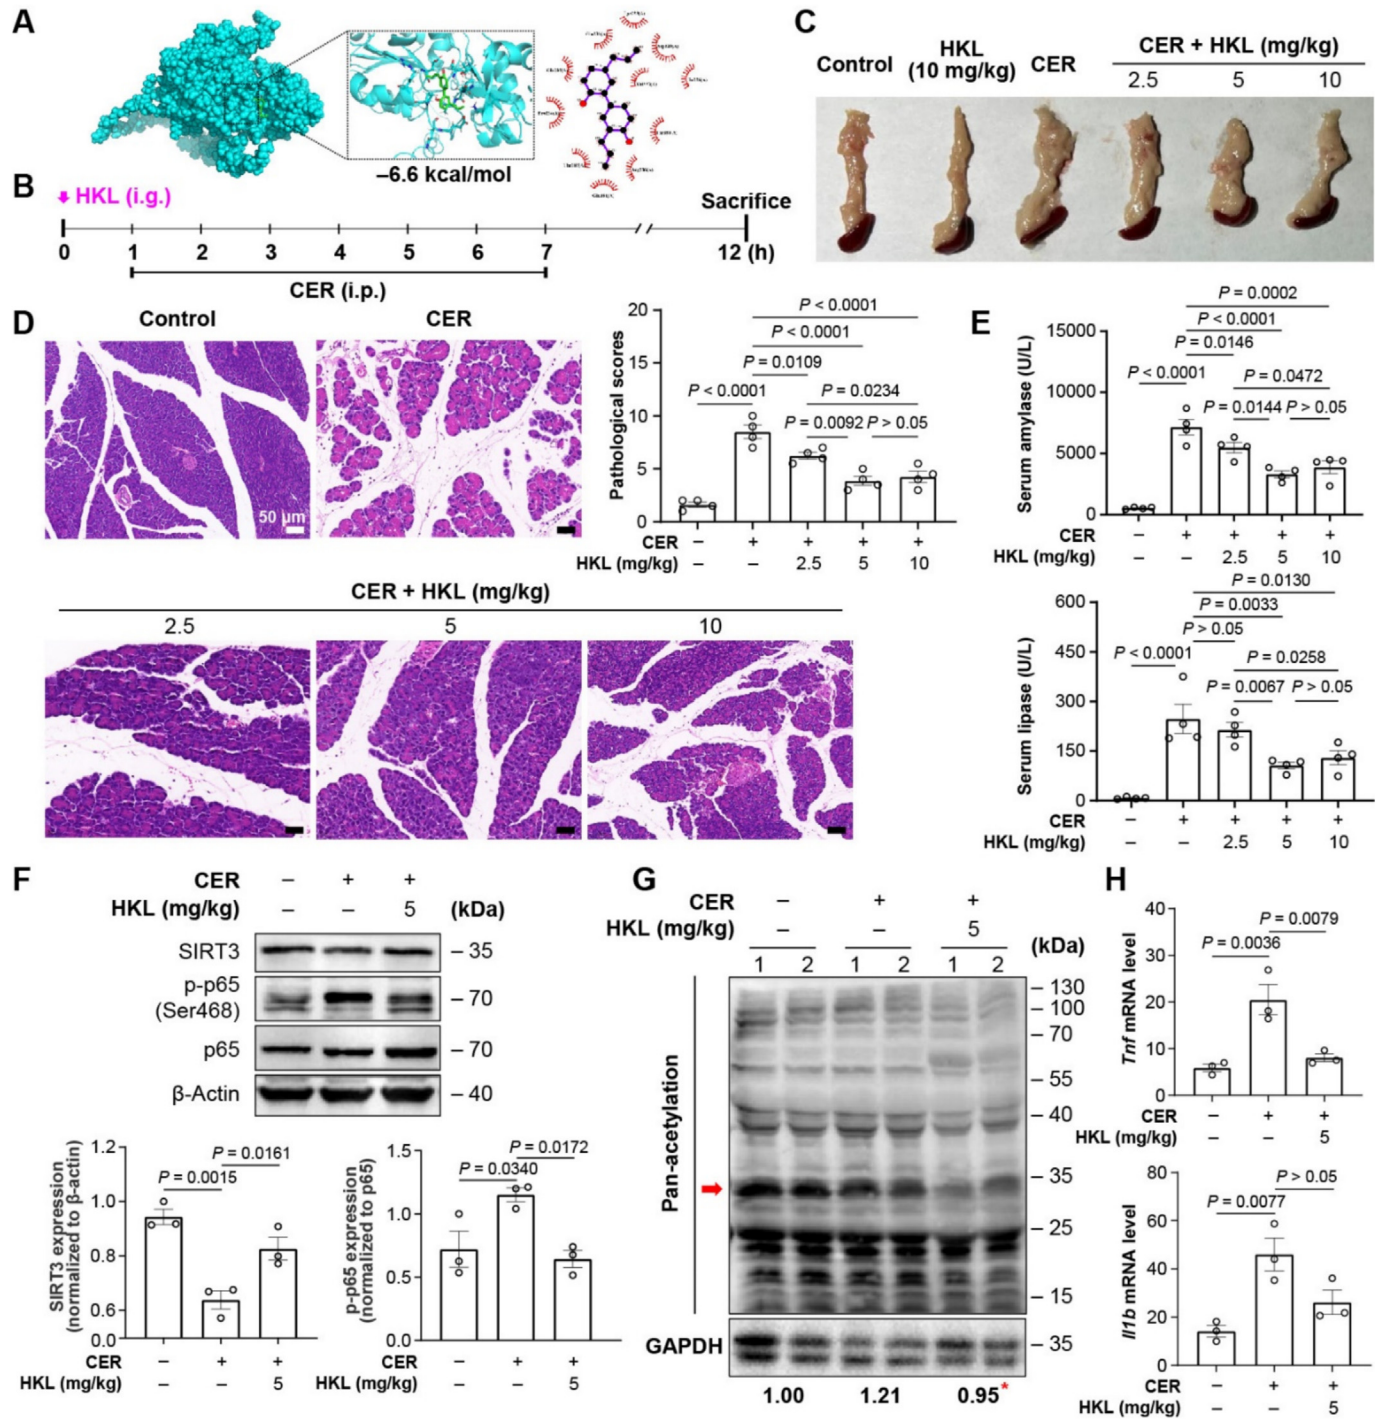 A
–6.6 kcal/mol
B
HKL (i.g.)
Sacrifice
0 1 2 3 4 5 6 7 12 (h)
CER (i.p.)
C
Control
HKL
(10 mg/kg)
CER
CER + HKL (mg/kg)
2.5 5 10
D
Control CER
50 μm
CER + HKL (mg/kg)
2.5 5 10
Pathological scores
20
15
10
5
0
P < 0.0001
P < 0.0001
P = 0.0109
P < 0.0001 P = 0.0234
P = 0.0092 P > 0.05
CER – + + + +
HKL (mg/kg) – – 2.5 5 10
E
Serum amylase (U/L)
15000
10000
5000
0
P = 0.0002
P < 0.0001
P = 0.0146
P < 0.0001 P = 0.0472
P = 0.0144 P > 0.05
CER – + + + +
HKL (mg/kg) – – 2.5 5 10
Serum lipase (U/L)
600
450
300
150
0
P = 0.0130
P = 0.0033
P > 0.05
P < 0.0001 P = 0.0258
P = 0.0067 P > 0.05
CER – + + + +
HKL (mg/kg) – – 2.5 5 10
F
CER – + +
HKL (mg/kg) – – 5 (kDa)
SIRT3 – 35
p-p65
(Ser468) – 70
p65 – 70
β-Actin – 40
SIRT3 expression
(normalized to β-actin)
1.2
1.0
0.8
0.6
0.0
P = 0.0161
P = 0.0015
CER – + +
HKL (mg/kg) – – 5
p-p65 expression
(normalized to p65)
1.5
1.0
0.5
0.0
P = 0.0172
P = 0.0340
CER – + +
HKL (mg/kg) – – 5
G
CER – + +
HKL (mg/kg) – – 5
(kDa)
1 2 1 2 1 2
Pan-acetylation
– 130
– 100
– 70
– 55
– 40
– 35
– 25
– 15
GAPDH – 35
1.00 1.21 0.95*
H
Tnf mRNA level
40
30
20
10
0
P = 0.0079
P = 0.0036
CER – + +
HKL (mg/kg) – – 5
Il1b mRNA level
80
60
40
20
0
P > 0.05
P = 0.0077
CER – + +
HKL (mg/kg) – – 5